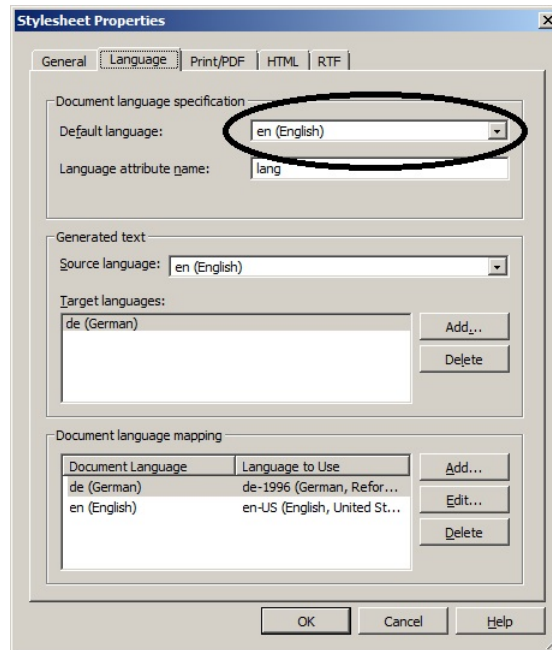 Stylesheet Properties
General Language Print/PDF HTML RTF
Document language specification
Default language: en (English)
Language attribute name: lang
Generated text
Source language: en (English)
Target languages:
de (German)
Add...
Delete
Document language mapping
Document Language Language to Use
de (German) de-1996 (German, Refor...
en (English) en-US (English, United St...
Add...
Edit...
Delete
OK Cancel Help